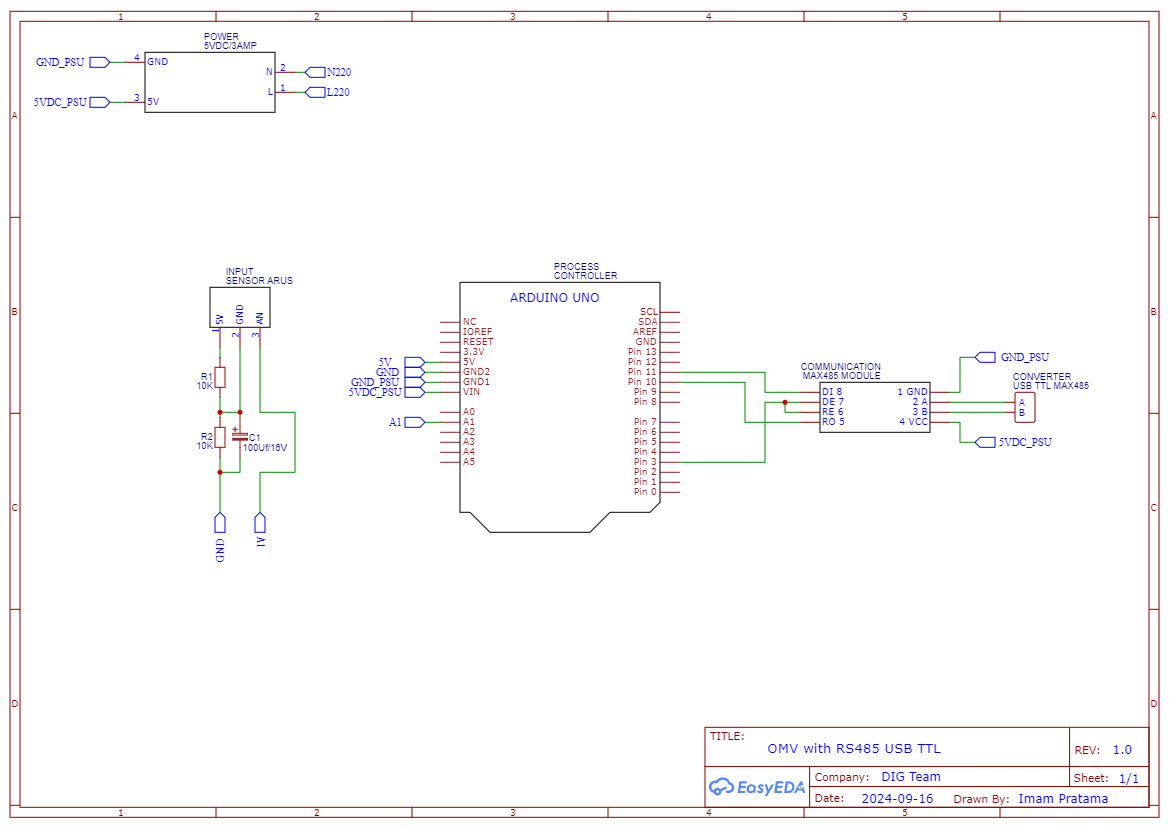 1 2 3 4 5
A
B
C
D
POWER
5VDC/3AMP
GND_PSU 4 GND
N 2 N220
L 1 L220
5VDC_PSU 3 5V
INPUT
SENSOR ARUS
5V GND AN
1 2 3
R1
10K
R2
10K
+
C1
100Uf/16V
GND
A1
PROCESS
CONTROLLER
ARDUINO UNO
NC
IOREF
RESET
3.3V
5V 5V
GND GND2
GND_PSU GND1
5VDC_PSU VIN
A0
A1 A1
A2
A3
A4
A5
SCL
SDA
AREF
GND
Pin 13
Pin 12
Pin 11
Pin 10
Pin 9
Pin 8
Pin 7
Pin 6
Pin 5
Pin 4
Pin 3
Pin 2
Pin 1
Pin 0
COMMUNICATION
MAX485 MODULE
DI 8 1 GND
DE 7 2 A
RE 6 3 B
RO 5 4 VCC
GND_PSU
5VDC_PSU
CONVERTER
USB TTL MAX485
A
B
TITLE:
OMV with RS485 USB TTL
REV: 1.0
EasyEDA
Company: DIG Team
Sheet: 1/1
Date: 2024-09-16 Drawn By: Imam Pratama
A
B
C
D
1 2 3 4 5